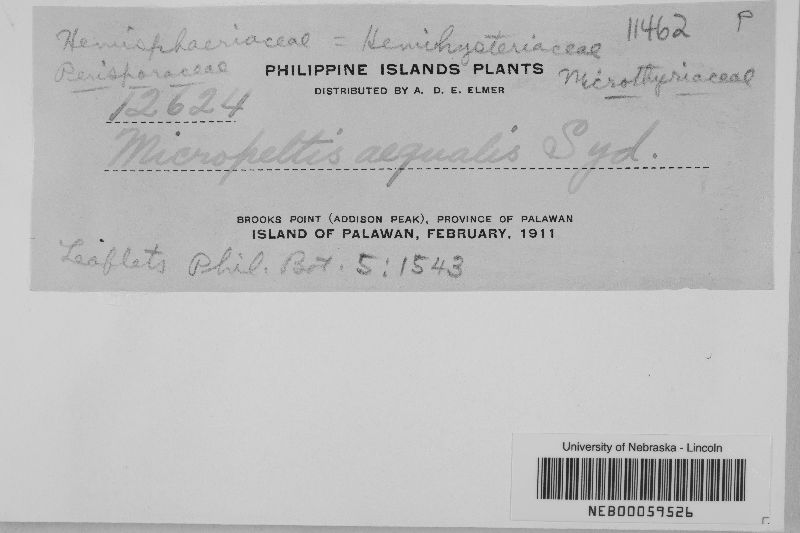 Hemisphaeriaceae = Hemihysteriaceae 11462 P
Perisporaceae PHILIPPINE ISLANDS PLANTS Microthyriaceae
DISTRIBUTED BY A. D. E. ELMER
12624
Micropeltis aequalis Syd.
BROOKS POINT (ADDISON PEAK), PROVINCE OF PALAWAN
ISLAND OF PALAWAN, FEBRUARY, 1911
Leaflets Phil. Bot. 5:1543
University of Nebraska - Lincoln
NEB00059526